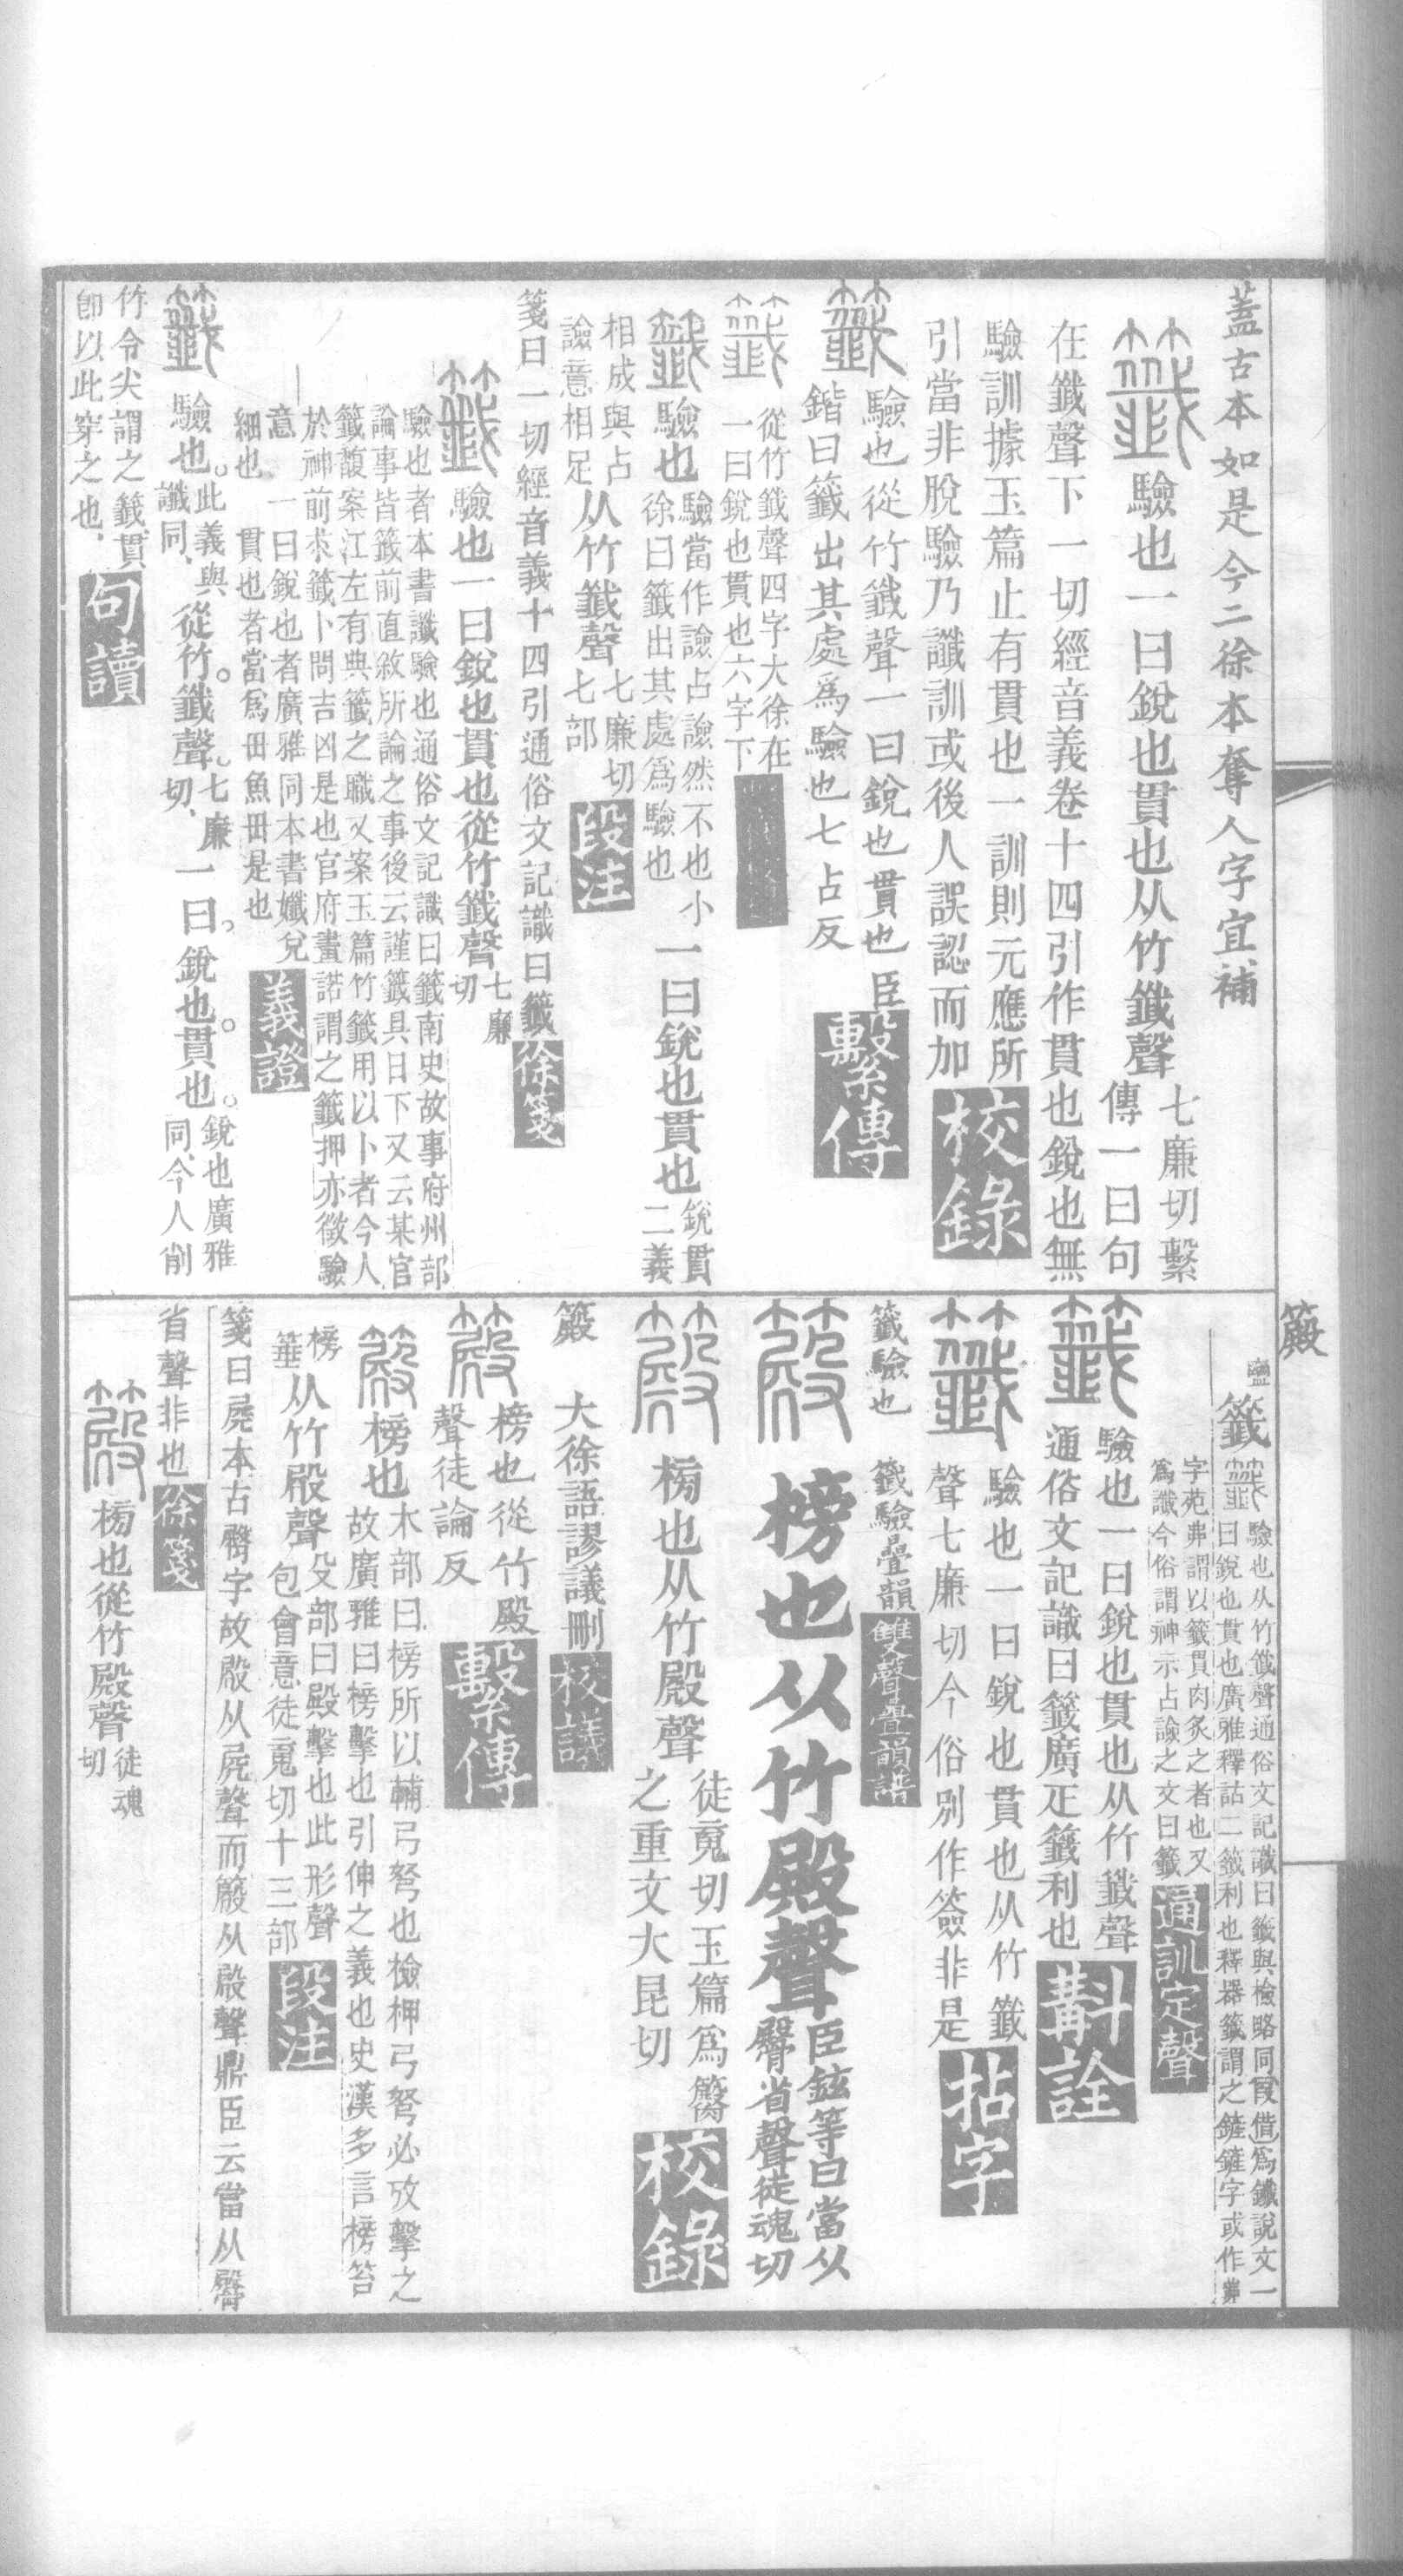 蓋古本如是今二徐本奪人字宜補
籤驗也一曰銳也貫也从竹韱聲
七廉切繫
傳一曰句
在籤聲下一切經音義卷十四引作貫也銳也無
驗訓據玉篇止有貫也一訓則元應所
引當非脫驗乃讖訓或後人誤認而加
校錄
籤驗也從竹韱聲一曰銳也貫也
臣
鍇曰籤出其處為驗也七占反
繫傳
籤
從竹韱聲四字大徐在
一曰銳也貫也六字下
籤驗也
驗當作譣占譣然不也小
徐曰籤出其處為驗也
一曰銳也貫也
銳貫
二義
相成與占
譣意相足
从竹韱聲
七廉切
七部
段注
箋曰一切經音義十四引通俗文記識曰籤
徐箋
籤驗也一曰銳也貫也從竹韱聲
七廉
切
驗也者本書讖驗也通俗文記識曰籤南史故事府州部
論事皆籤前直敘所論之事後云謹籤具日下又云某官
籤馥案江左有典籤之職又案玉篇竹籤用以卜者今人
於神前求籤卜問吉凶是也官府畫諾謂之籤押亦徵驗
意
一曰銳也者廣雅同本書孅兌
細也
貫也者當為毌魚毌是也
義證
籤驗也。
此義與
讖同、
從竹韱聲。
七廉
切、
一曰銳也貫也。
銳也廣雅
同、今人削
竹令尖謂之籤貫
卽以此穿之也、
句讀
簸
鹽
籤
籤
驗也从竹韱聲通俗文記識曰籤與檢略同叚借為鐵說文一
曰銳也貫也廣雅釋詁二籤利也釋器籤謂之鏟鏟字或作
字苑弗謂以籤貫肉炙之者也又
為讖今俗謂神示占譣之文曰籤
通訓定聲
籤驗也一曰銳也貫也从竹韱聲
通俗文記識曰籤廣疋籤利也
斠詮
籤驗也一曰銳也貫也从竹韱
聲七廉切今俗別作簽非是
拈字
籤驗也
籤驗疊韻
雙聲疊韻譜
榜也从竹殿聲
臣鉉等曰當从
臀省聲徒魂切
㮄也从竹殿聲
徒䰟切玉篇為
之重文大昆切
校錄
簸
大徐語謬議刪
校議
榜也從竹殿
聲徒論反
繫傳
榜也
木部曰榜所以輔弓弩也檢柙弓弩必攷擊之
故廣雅曰榜擊也引伸之義也史漢多言榜笞
榜
箠
从竹殿聲
殳部曰殿擊也此形聲
包會意徒䰟切十三部
段注
箋曰屍本古臀字故殿从屍聲而簸从殿聲鼎臣云當从臀
省聲非也
徐箋
㮄也從竹殿聲
徒魂
切